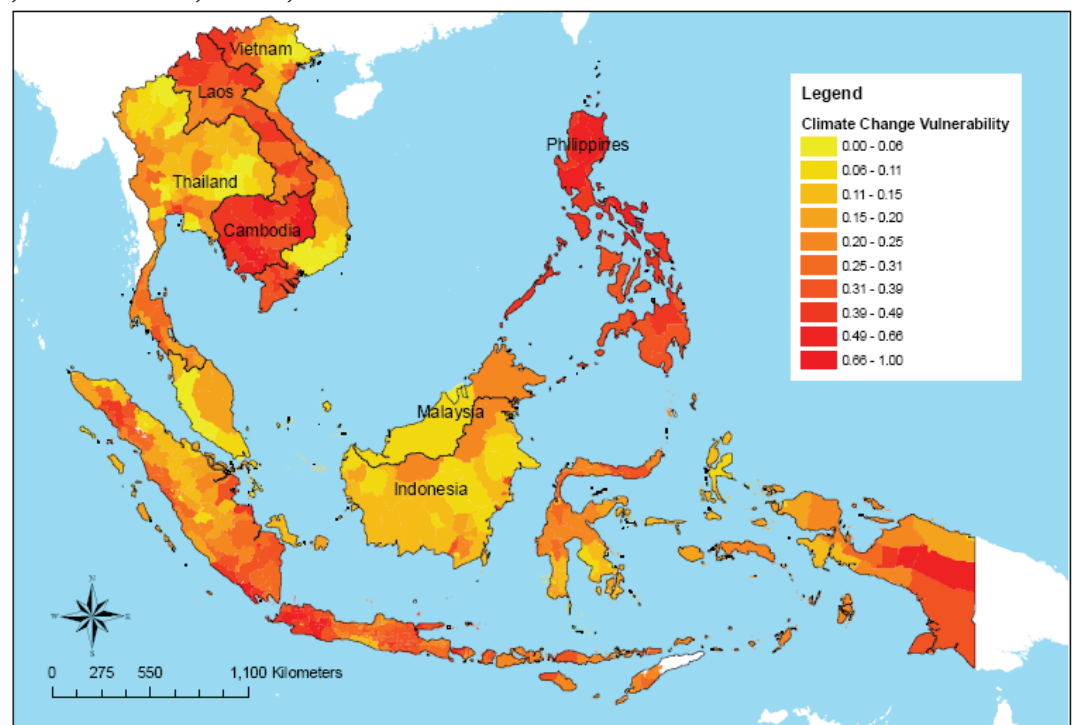 Vietnam
Laos
Philippines
Thailand
Cambodia
Malaysia
Indonesia
Legend
Climate Change Vulnerability
0.00 - 0.06
0.06 - 0.11
0.11 - 0.15
0.15 - 0.20
0.20 - 0.25
0.25 - 0.31
0.31 - 0.39
0.39 - 0.49
0.49 - 0.66
0.66 - 1.00
N
W E
S
0 275 550 1,100 Kilometers